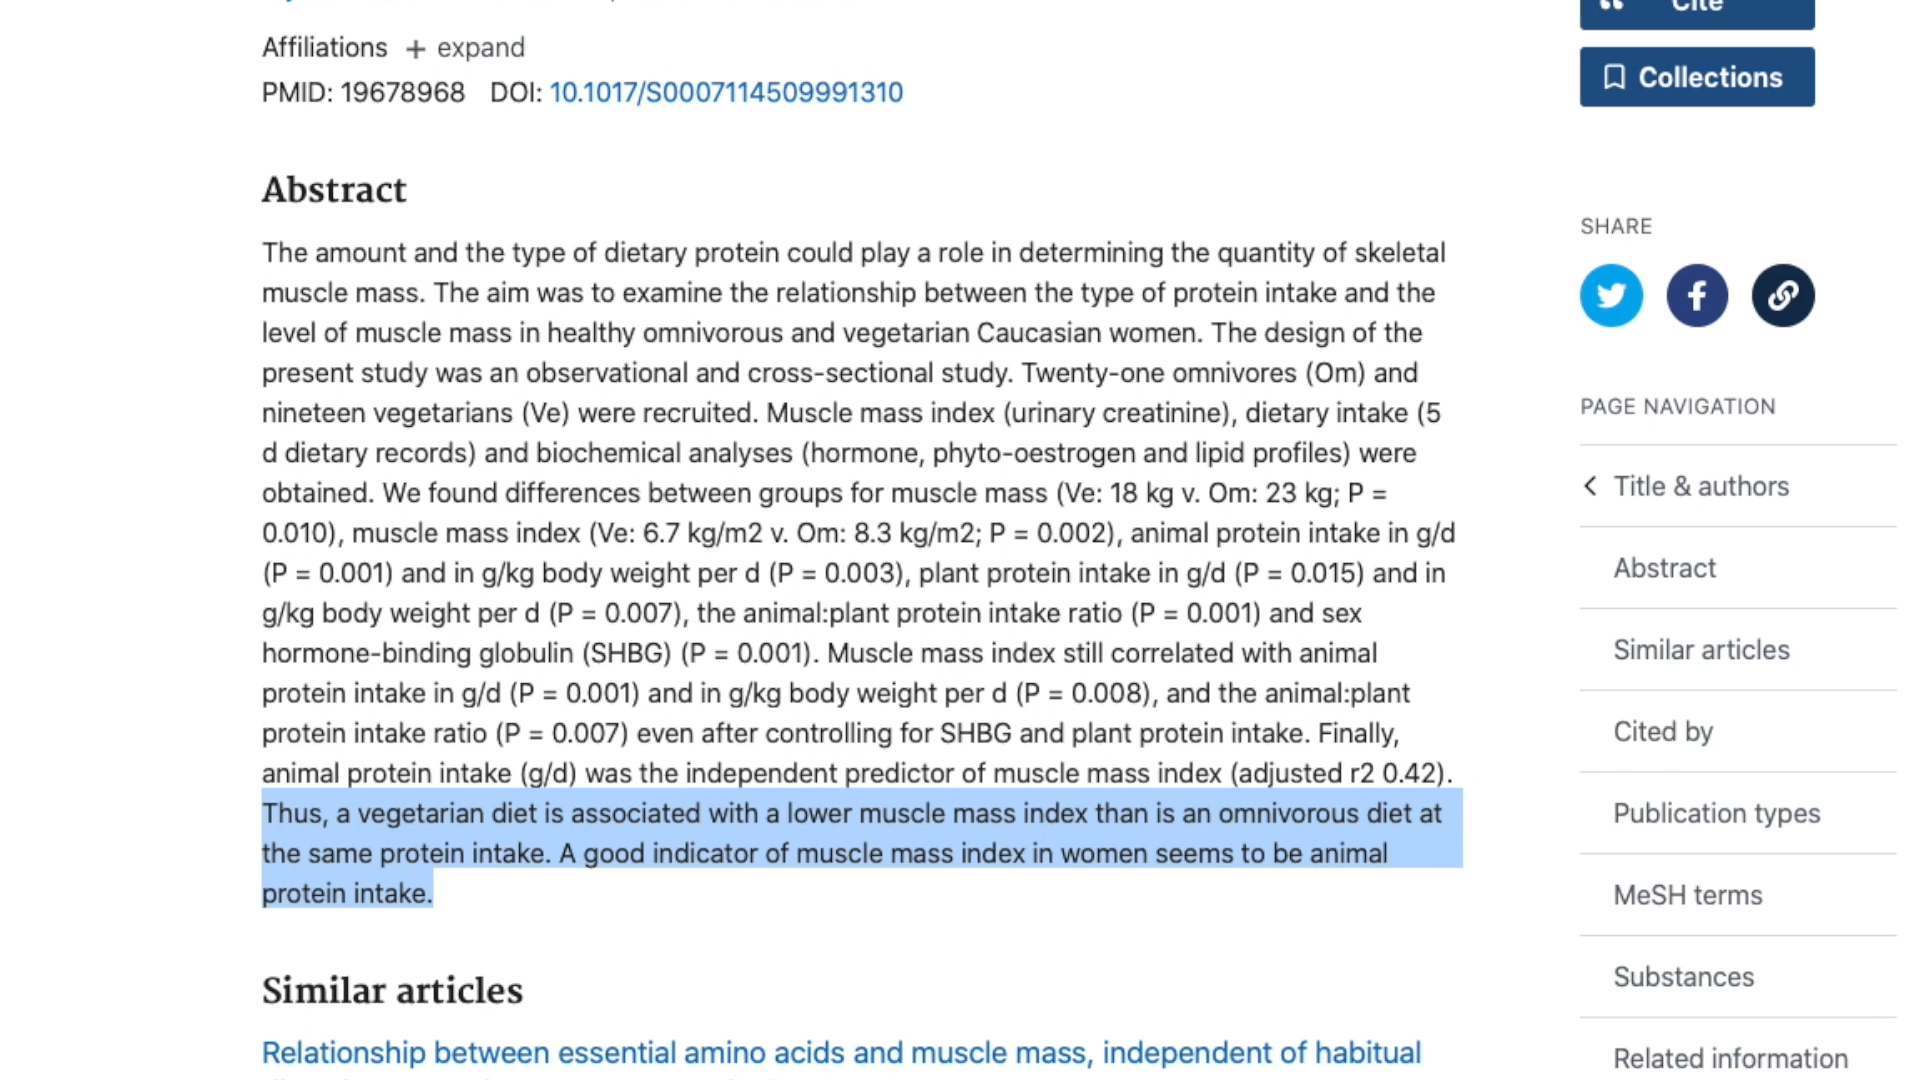 Cite
Affiliations + expand
PMID: 19678968 DOI: 10.1017/S0007114509991310
Collections
Abstract
The amount and the type of dietary protein could play a role in determining the quantity of skeletal
muscle mass. The aim was to examine the relationship between the type of protein intake and the
level of muscle mass in healthy omnivorous and vegetarian Caucasian women. The design of the
present study was an observational and cross-sectional study. Twenty-one omnivores (Om) and
nineteen vegetarians (Ve) were recruited. Muscle mass index (urinary creatinine), dietary intake (5
d dietary records) and biochemical analyses (hormone, phyto-oestrogen and lipid profiles) were
obtained. We found differences between groups for muscle mass (Ve: 18 kg v. Om: 23 kg; P =
0.010), muscle mass index (Ve: 6.7 kg/m2 v. Om: 8.3 kg/m2; P = 0.002), animal protein intake in g/d
(P = 0.001) and in g/kg body weight per d (P = 0.003), plant protein intake in g/d (P = 0.015) and in
g/kg body weight per d (P = 0.007), the animal:plant protein intake ratio (P = 0.001) and sex
hormone-binding globulin (SHBG) (P = 0.001). Muscle mass index still correlated with animal
protein intake in g/d (P = 0.001) and in g/kg body weight per d (P = 0.008), and the animal:plant
protein intake ratio (P = 0.007) even after controlling for SHBG and plant protein intake. Finally,
animal protein intake (g/d) was the independent predictor of muscle mass index (adjusted r2 0.42).
Thus, a vegetarian diet is associated with a lower muscle mass index than is an omnivorous diet at
the same protein intake. A good indicator of muscle mass index in women seems to be animal
protein intake.
Similar articles
Relationship between essential amino acids and muscle mass, independent of habitual
SHARE
PAGE NAVIGATION
Title & authors
Abstract
Similar articles
Cited by
Publication types
MeSH terms
Substances
Related information